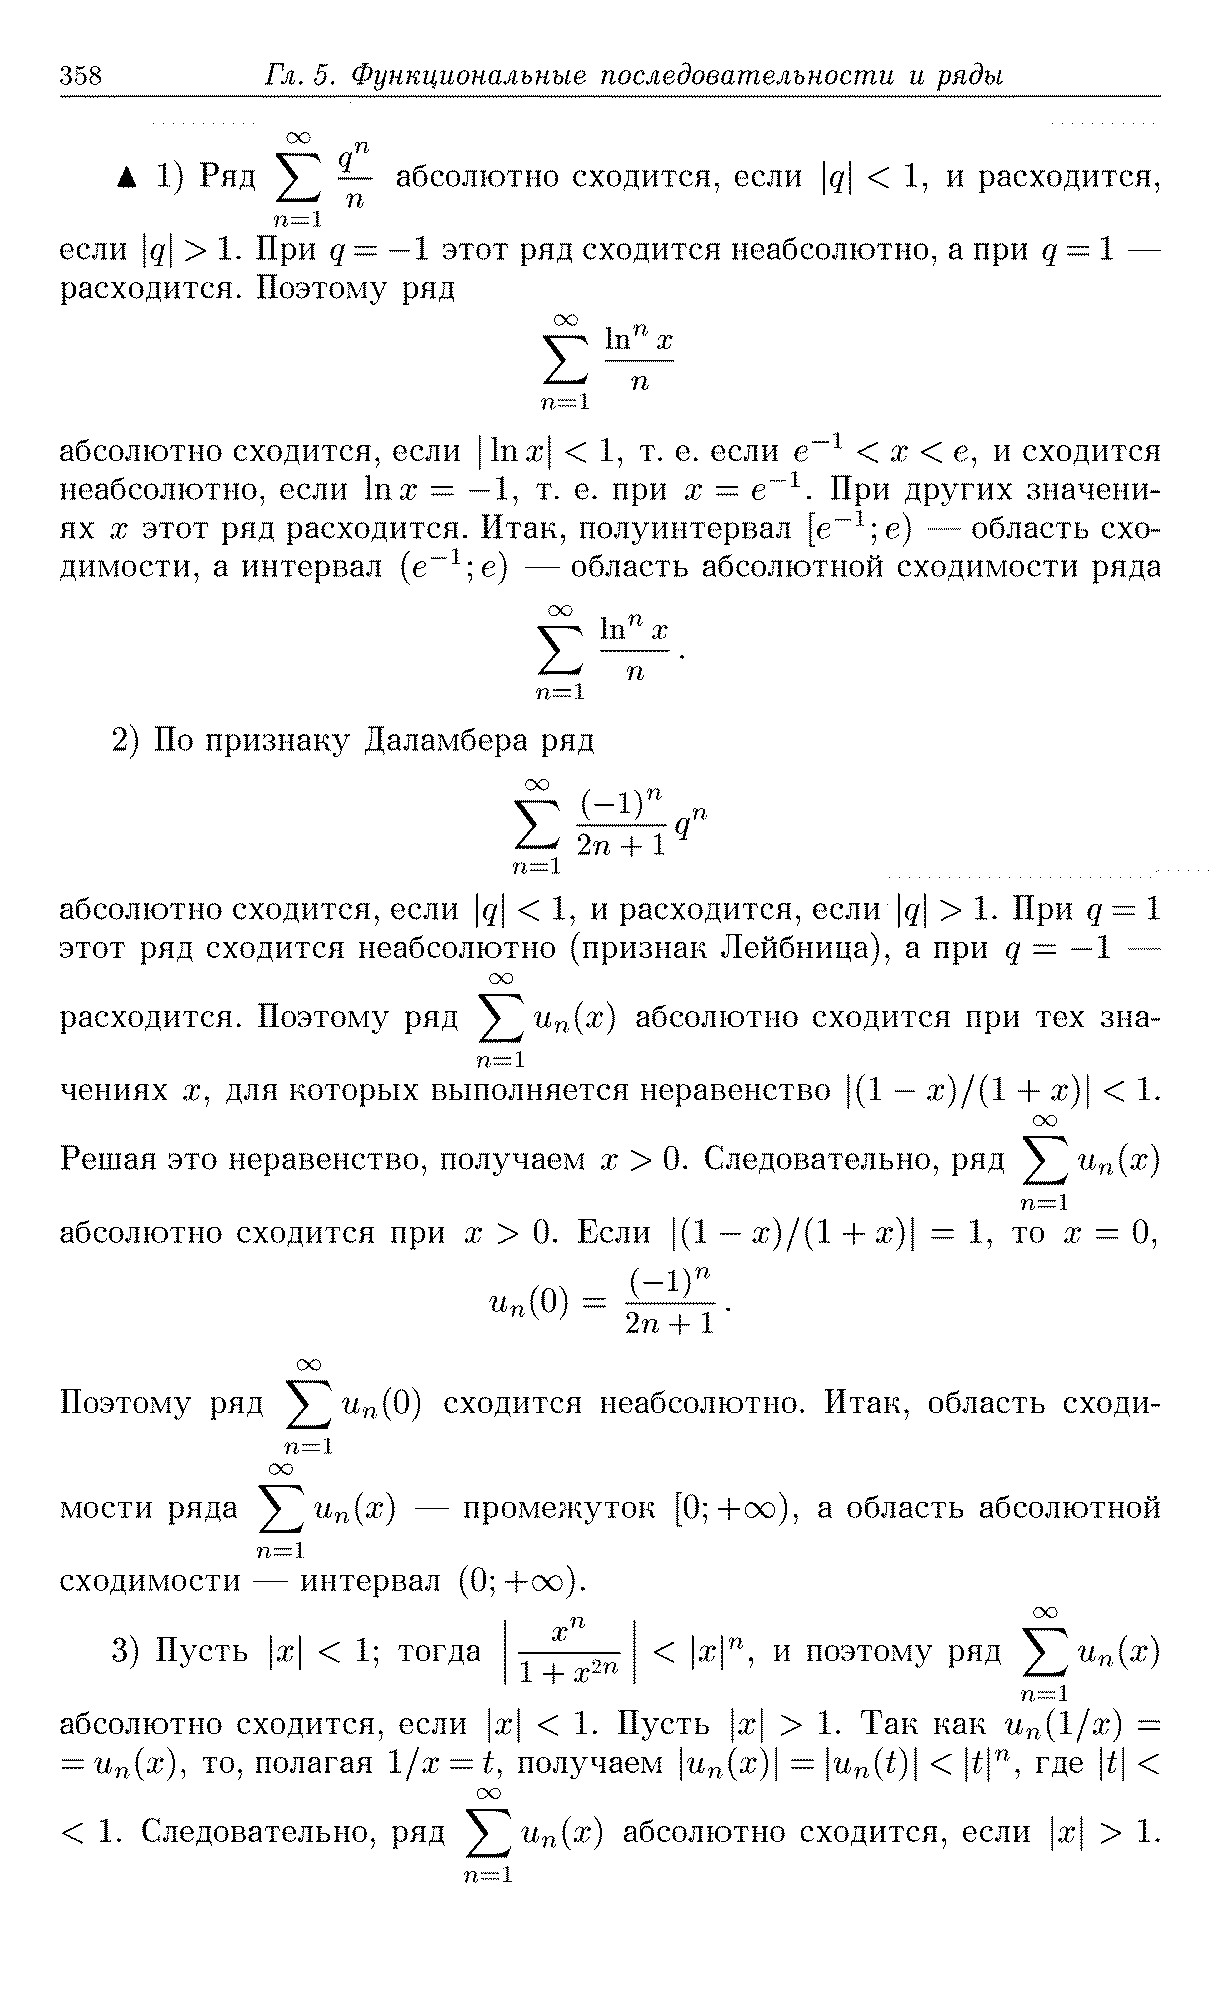 358 Гл. 5. Функциональные последовательности и ряды
▲ 1) Ряд $\sum_{n=1}^{\infty} \frac{q^n}{n}$ абсолютно сходится, если $|q| < 1$, и расходится,
если $|q| > 1$. При $q = -1$ этот ряд сходится неабсолютно, а при $q = 1$ —
расходится. Поэтому ряд
$\sum_{n=1}^{\infty} \frac{\ln^n x}{n}$
абсолютно сходится, если $|\ln x| < 1$, т. е. если $e^{-1} < x < e$, и сходится
неабсолютно, если $\ln x = -1$, т. е. при $x = e^{-1}$. При других значени-
ях $x$ этот ряд расходится. Итак, полуинтервал $[e^{-1}; e)$ — область схо-
димости, а интервал $(e^{-1}; e)$ — область абсолютной сходимости ряда
$\sum_{n=1}^{\infty} \frac{\ln^n x}{n}.$
2) По признаку Даламбера ряд
$\sum_{n=1}^{\infty} \frac{(-1)^n}{2n+1} q^n$
абсолютно сходится, если $|q| < 1$, и расходится, если $|q| > 1$. При $q = 1$
этот ряд сходится неабсолютно (признак Лейбница), а при $q = -1$ —
расходится. Поэтому ряд $\sum_{n=1}^{\infty} u_n(x)$ абсолютно сходится при тех зна-
чениях $x$, для которых выполняется неравенство $|(1-x)/(1+x)| < 1$.
Решая это неравенство, получаем $x > 0$. Следовательно, ряд $\sum_{n=1}^{\infty} u_n(x)$
абсолютно сходится при $x > 0$. Если $|(1-x)/(1+x)| = 1$, то $x = 0$,
$u_n(0) = \frac{(-1)^n}{2n+1}.$
Поэтому ряд $\sum_{n=1}^{\infty} u_n(0)$ сходится неабсолютно. Итак, область сходи-
мости ряда $\sum_{n=1}^{\infty} u_n(x)$ — промежуток $[0; +\infty)$, а область абсолютной
сходимости — интервал $(0; +\infty)$.
3) Пусть $|x| < 1$; тогда $\left|\frac{x^n}{1+x^{2n}}\right| < |x|^n$, и поэтому ряд $\sum_{n=1}^{\infty} u_n(x)$
абсолютно сходится, если $|x| < 1$. Пусть $|x| > 1$. Так как $u_n(1/x) =$
$= u_n(x)$, то, полагая $1/x = t$, получаем $|u_n(x)| = |u_n(t)| < |t|^n$, где $|t| <$
$< 1$. Следовательно, ряд $\sum_{n=1}^{\infty} u_n(x)$ абсолютно сходится, если $|x| > 1$.